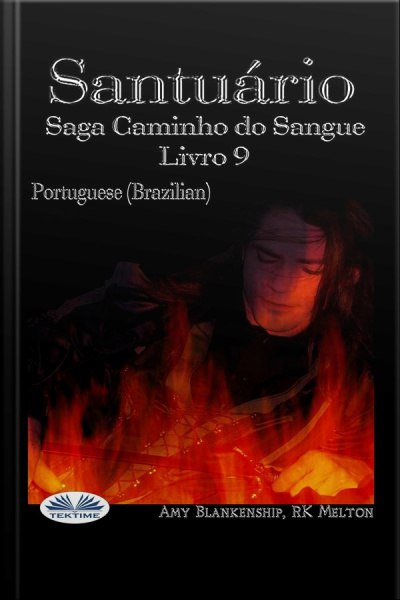 Santuário
Saga Caminho do Sangue
Livro 9
Portuguese (Brazilian)
TEKTIME
Amy Blankenship, RK Melton